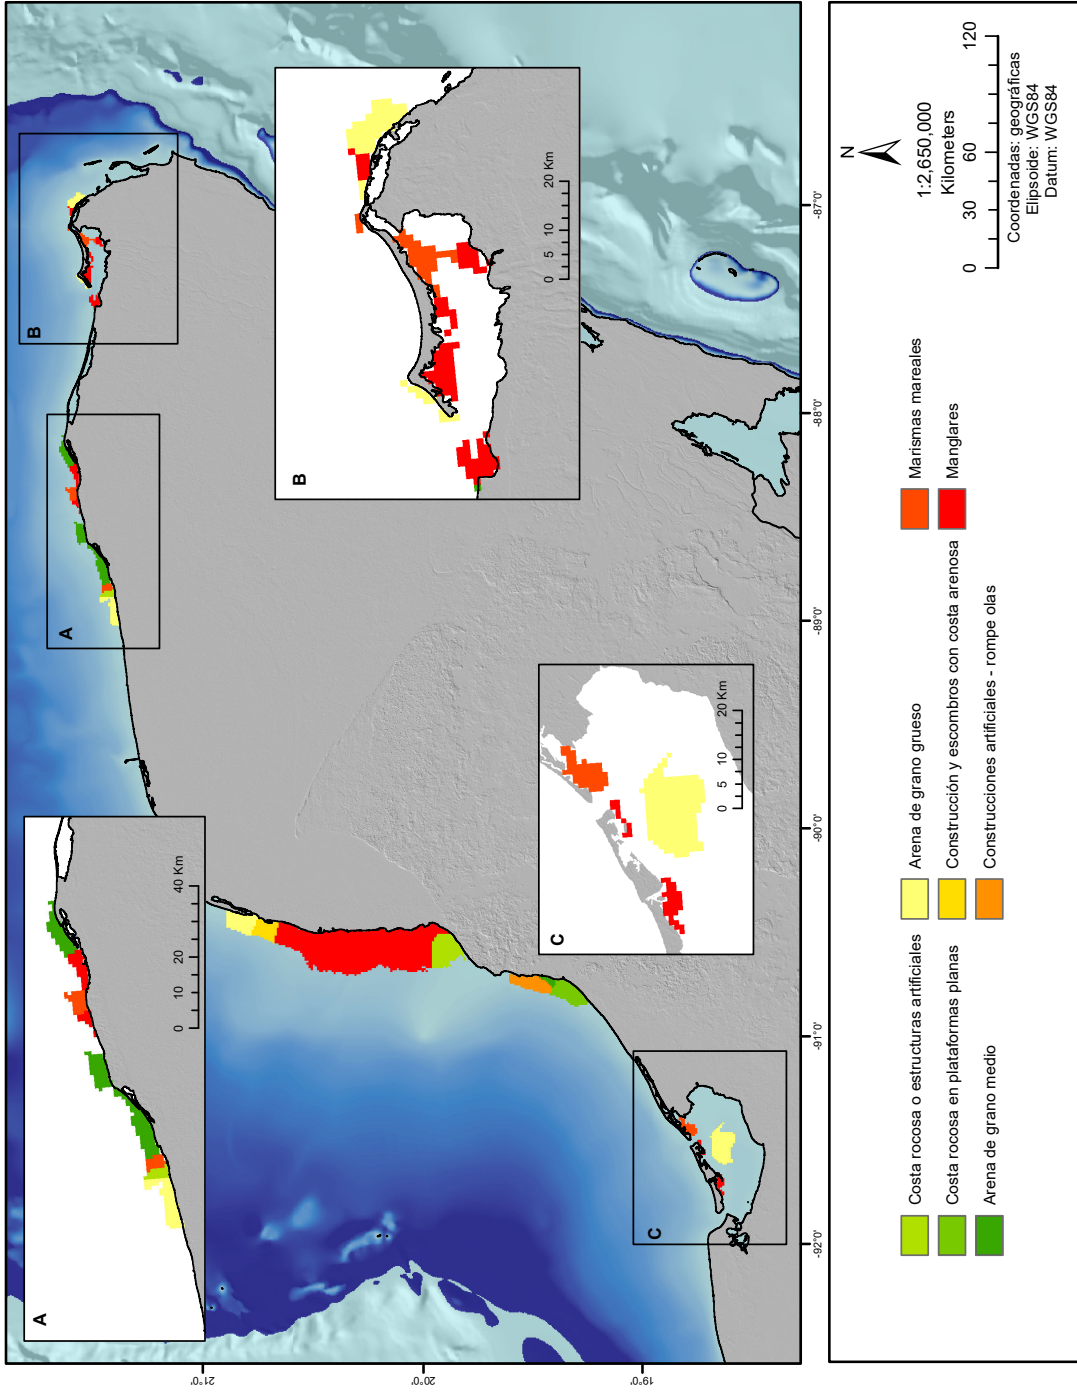 A
0 10 20 40 Km
B
0 5 10 20 Km
C
0 5 10 20 Km
A
B
C
21°0'
20°0'
19°0'
-92°0'
-91°0'
-90°0'
-89°0'
-88°0'
-87°0'
Costa rocosa o estructuras artificiales
Costa rocosa en plataformas planas
Arena de grano medio
Arena de grano grueso
Construcción y escombros con costa arenosa
Construcciones artificiales - rompe olas
Marismas mareales
Manglares
N
1:2,650,000
Kilometers
0 30 60 120
Coordenadas: geográficas
Elipsoide: WGS84
Datum: WGS84